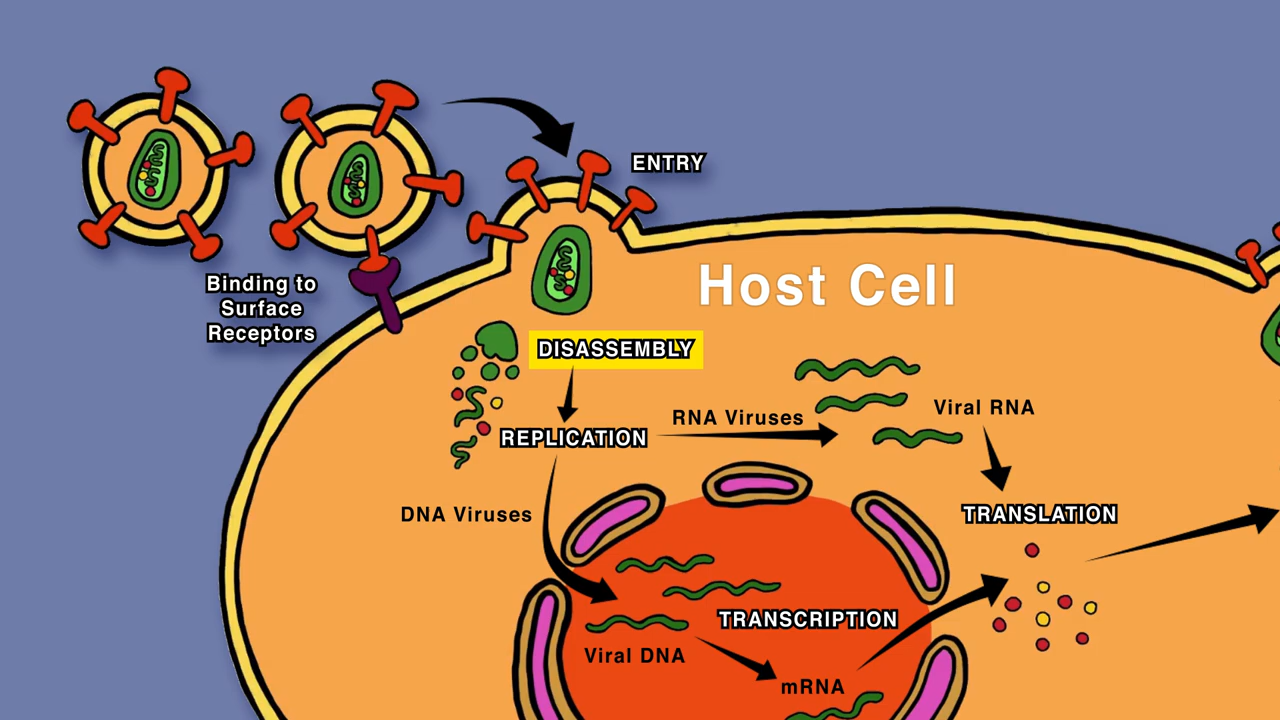 ENTRY
Binding to
Surface
Receptors
Host Cell
DISASSEMBLY
REPLICATION
RNA Viruses
Viral RNA
DNA Viruses
TRANSLATION
TRANSCRIPTION
Viral DNA
mRNA